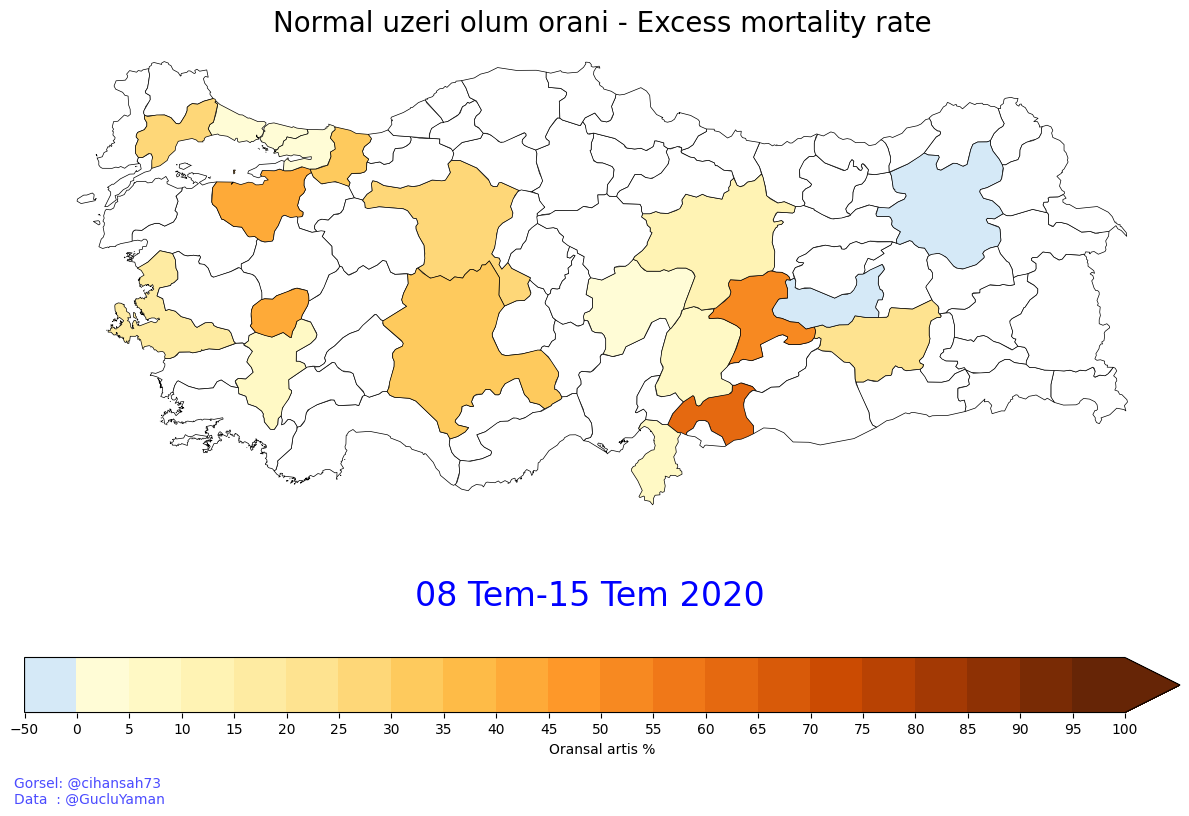 Normal uzeri olum orani - Excess mortality rate
08 Tem-15 Tem 2020
−50 0 5 10 15 20 25 30 35 40 45 50 55 60 65 70 75 80 85 90 95 100
Oransal artis %
Gorsel: @cihansah73
Data  : @GucluYaman